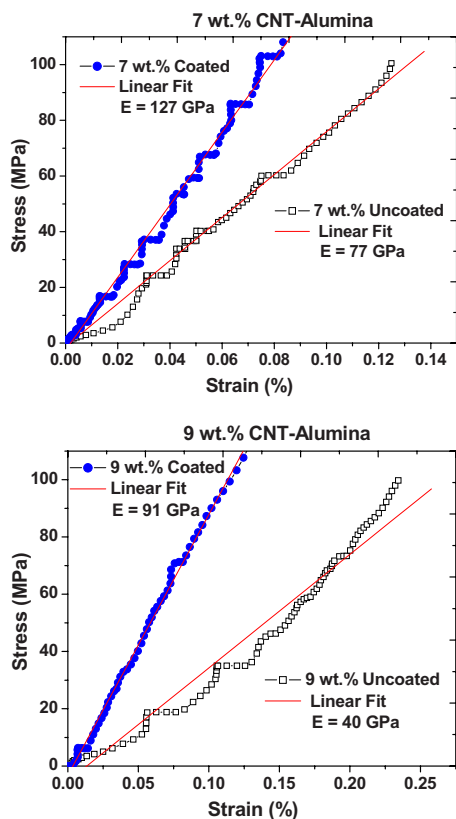 7 wt.% CNT-Alumina
7 wt.% Coated
Linear Fit
E = 127 GPa
7 wt.% Uncoated
Linear Fit
E = 77 GPa
Stress (MPa)
100
80
60
40
20
0
0.00 0.02 0.04 0.06 0.08 0.10 0.12 0.14
Strain (%)
9 wt.% CNT-Alumina
9 wt.% Coated
Linear Fit
E = 91 GPa
9 wt.% Uncoated
Linear Fit
E = 40 GPa
Stress (MPa)
100
80
60
40
20
0
0.00 0.05 0.10 0.15 0.20 0.25
Strain (%)